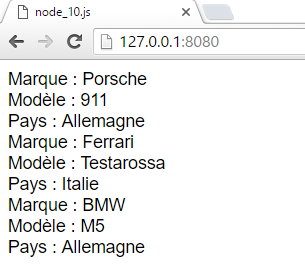 node_10.js
127.0.0.1:8080
Marque : Porsche
Modèle : 911
Pays : Allemagne
Marque : Ferrari
Modèle : Testarossa
Pays : Italie
Marque : BMW
Modèle : M5
Pays : Allemagne